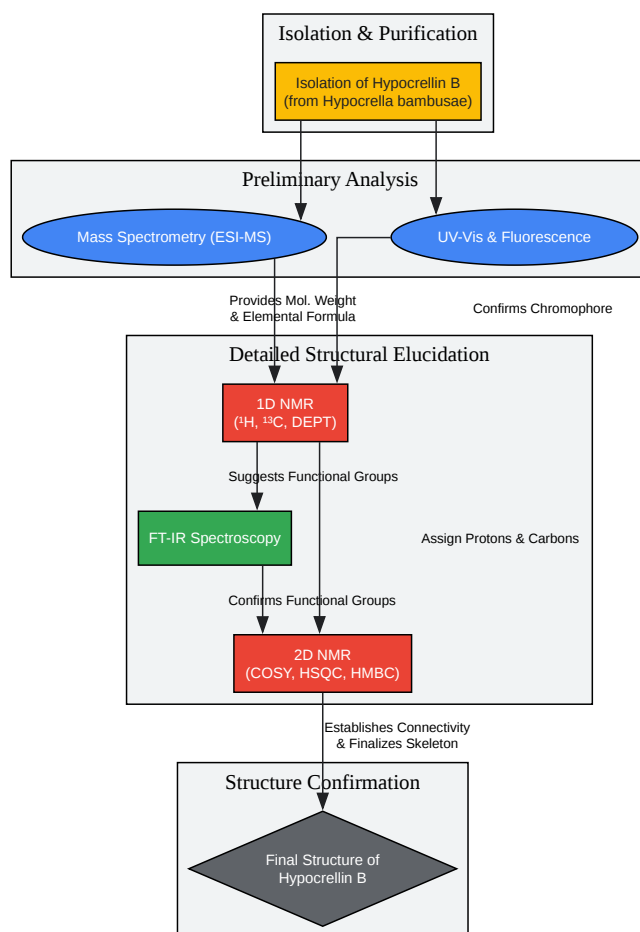 Isolation & Purification
Isolation of Hypocrellin B
(from Hypocrella bambusae)
Preliminary Analysis
Mass Spectrometry (ESI-MS)
UV-Vis & Fluorescence
Provides Mol. Weight
& Elemental Formula
Confirms Chromophore
Detailed Structural Elucidation
1D NMR
(¹H, ¹³C, DEPT)
Suggests Functional Groups
FT-IR Spectroscopy
Assign Protons & Carbons
Confirms Functional Groups
2D NMR
(COSY, HSQC, HMBC)
Establishes Connectivity
& Finalizes Skeleton
Structure Confirmation
Final Structure of
Hypocrellin B